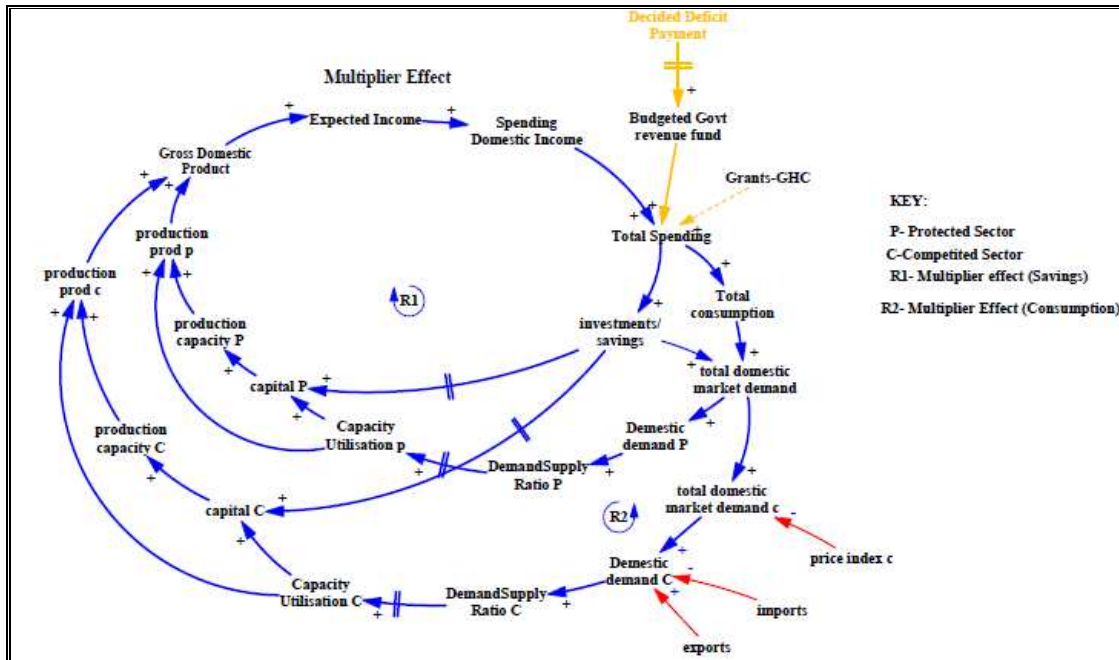 Decided Deficit
Payment
Multiplier Effect
Expected Income
Spending
Domestic Income
Budgeted Govt
revenue fund
Gross Domestic
Product
Grants-GHC
KEY:
P- Protected Sector
C-Competited Sector
R1- Multiplier effect (Savings)
R2- Multiplier Effect (Consumption)
Total Spending
production
prod p
production
prod c
R1
Total
consumption
production
capacity P
investments/
savings
total domestic
market demand
capital P
production
capacity C
Capacity
Utilisation p
Demestic
demand P
DemandSupply
Ratio P
capital C
R2
total domestic
market demand c
price index c
Capacity
Utilisation C
DemandSupply
Ratio C
Demestic
demand C
imports
exports